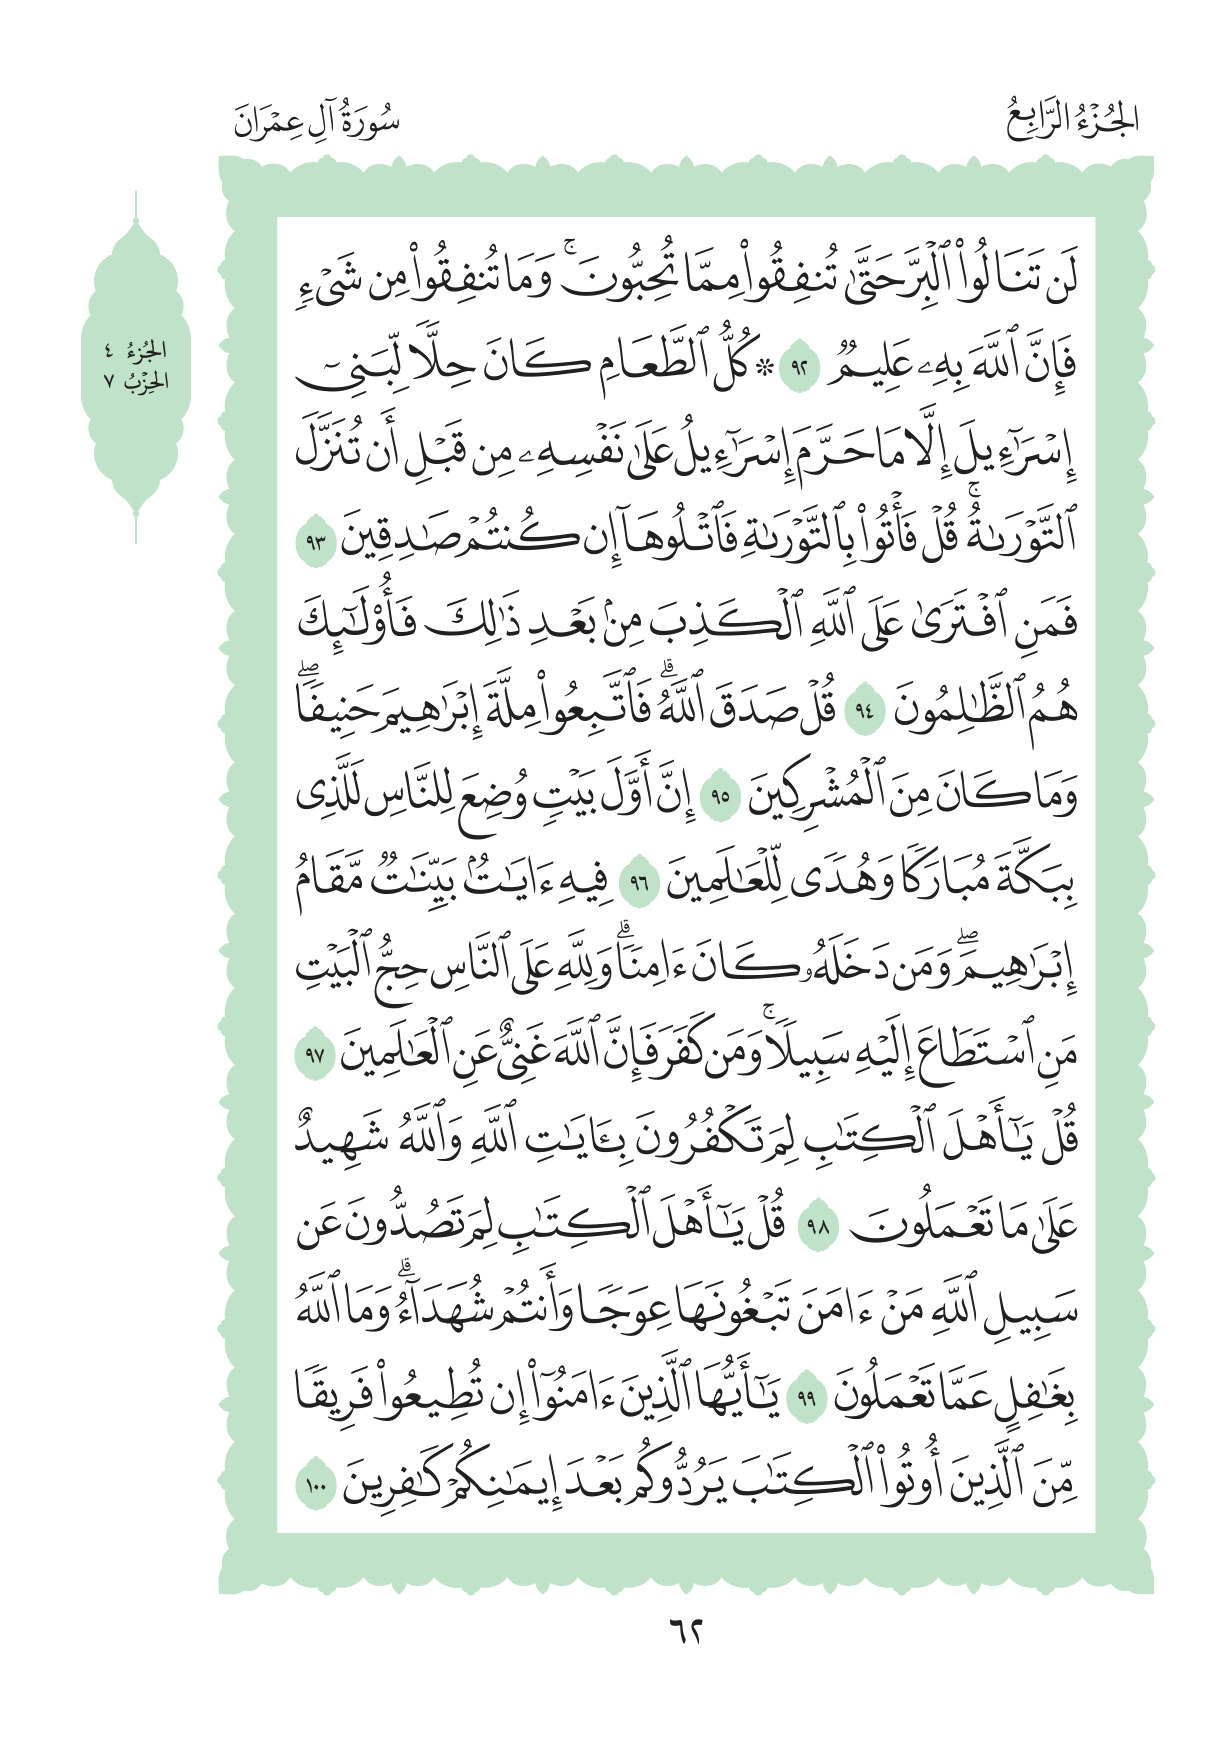 الجُزْءُ الرَّابِعُ
سُورَةُ آلِ عِمْرَانَ
الجُزْءُ ٤
الحِزْبُ ٧
لَن تَنَالُوا۟ ٱلْبِرَّ حَتَّىٰ تُنفِقُوا۟ مِمَّا تُحِبُّونَ ۚ وَمَا تُنفِقُوا۟ مِن شَىْءٍ
فَإِنَّ ٱللَّهَ بِهِۦ عَلِيمٌ ٩٢ ۞ كُلُّ ٱلطَّعَامِ كَانَ حِلًّا لِّبَنِىٓ
إِسْرَٰٓءِيلَ إِلَّا مَا حَرَّمَ إِسْرَٰٓءِيلُ عَلَىٰ نَفْسِهِۦ مِن قَبْلِ أَن تُنَزَّلَ
ٱلتَّوْرَىٰةُ ۚ قُلْ فَأْتُوا۟ بِٱلتَّوْرَىٰةِ فَٱتْلُوهَآ إِن كُنتُمْ صَـٰدِقِينَ ٩٣
فَمَنِ ٱفْتَرَىٰ عَلَى ٱللَّهِ ٱلْكَذِبَ مِنۢ بَعْدِ ذَٰلِكَ فَأُو۟لَـٰٓئِكَ
هُمُ ٱلظَّـٰلِمُونَ ٩٤ قُلْ صَدَقَ ٱللَّهُ ۗ فَٱتَّبِعُوا۟ مِلَّةَ إِبْرَٰهِيمَ حَنِيفًا ۖ
وَمَا كَانَ مِنَ ٱلْمُشْرِكِينَ ٩٥ إِنَّ أَوَّلَ بَيْتٍ وُضِعَ لِلنَّاسِ لَلَّذِى
بِبَكَّةَ مُبَارَكًا وَهُدًى لِّلْعَـٰلَمِينَ ٩٦ فِيهِ ءَايَـٰتٌۢ بَيِّنَـٰتٌ مَّقَامُ
إِبْرَٰهِيمَ ۖ وَمَن دَخَلَهُۥ كَانَ ءَامِنًا ۗ وَلِلَّهِ عَلَى ٱلنَّاسِ حِجُّ ٱلْبَيْتِ
مَنِ ٱسْتَطَاعَ إِلَيْهِ سَبِيلًا ۚ وَمَن كَفَرَ فَإِنَّ ٱللَّهَ غَنِىٌّ عَنِ ٱلْعَـٰلَمِينَ ٩٧
قُلْ يَـٰٓأَهْلَ ٱلْكِتَـٰبِ لِمَ تَكْفُرُونَ بِـَٔايَـٰتِ ٱللَّهِ وَٱللَّهُ شَهِيدٌ
عَلَىٰ مَا تَعْمَلُونَ ٩٨ قُلْ يَـٰٓأَهْلَ ٱلْكِتَـٰبِ لِمَ تَصُدُّونَ عَن
سَبِيلِ ٱللَّهِ مَنْ ءَامَنَ تَبْغُونَهَا عِوَجًا وَأَنتُمْ شُهَدَآءُ ۗ وَمَا ٱللَّهُ
بِغَـٰفِلٍ عَمَّا تَعْمَلُونَ ٩٩ يَـٰٓأَيُّهَا ٱلَّذِينَ ءَامَنُوٓا۟ إِن تُطِيعُوا۟ فَرِيقًا
مِّنَ ٱلَّذِينَ أُوتُوا۟ ٱلْكِتَـٰبَ يَرُدُّوكُم بَعْدَ إِيمَـٰنِكُمْ كَـٰفِرِينَ ١٠٠
٦٢